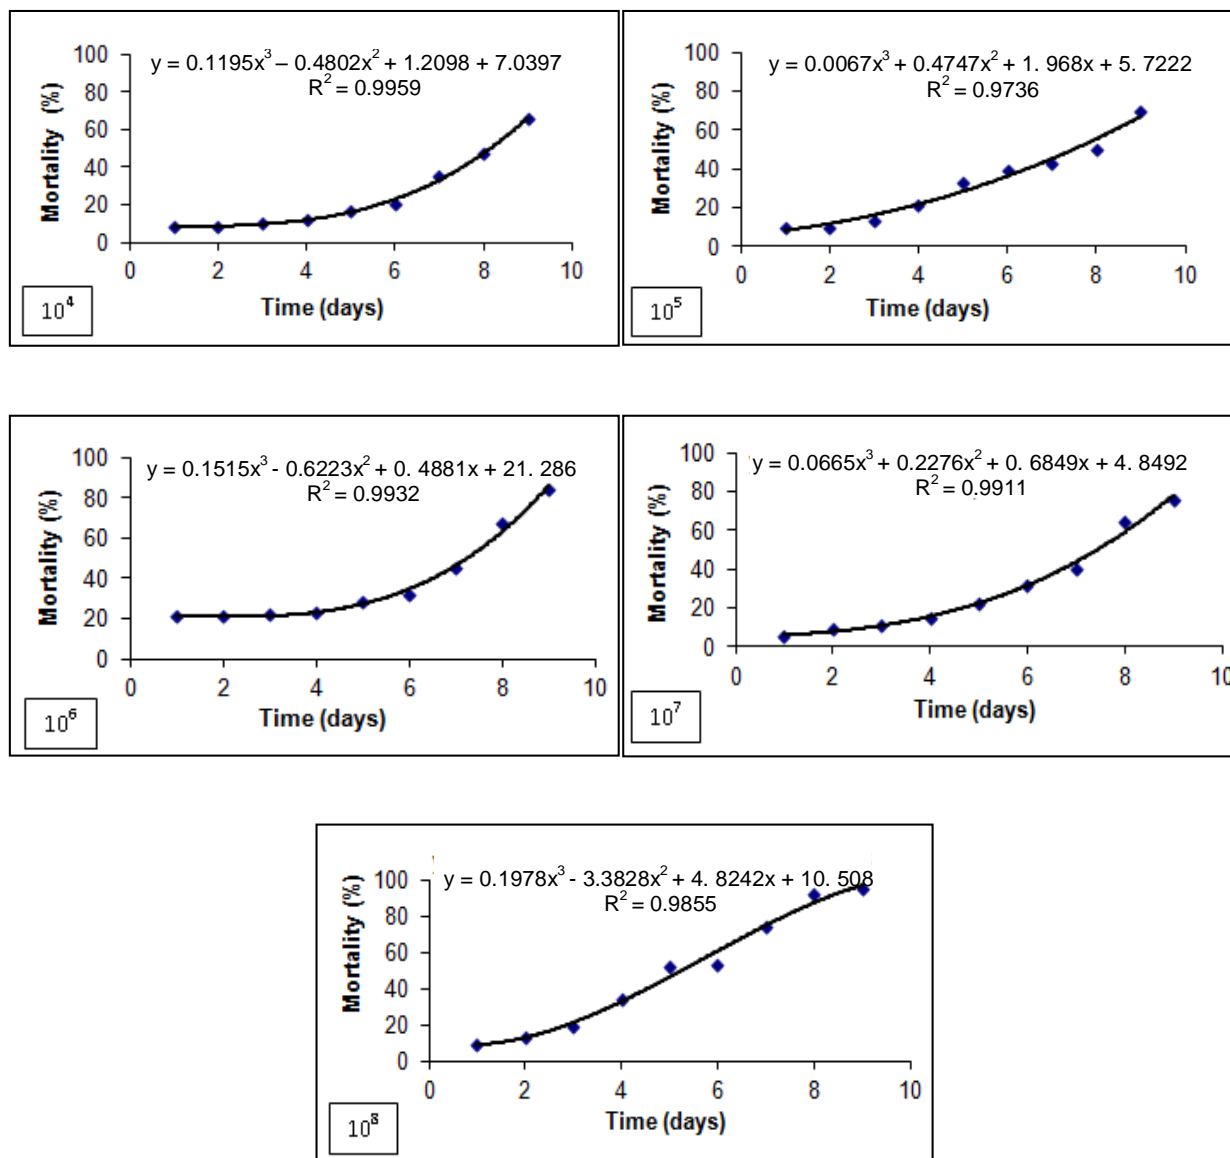 y = 0.1195x³ – 0.4802x² + 1.2098 + 7.0397
R² = 0.9959
Mortality (%)
100
80
60
40
20
0
0 2 4 6 8 10
Time (days)
10⁴
y = 0.0067x³ + 0.4747x² + 1. 968x + 5. 7222
R² = 0.9736
Mortality (%)
100
80
60
40
20
0
0 2 4 6 8 10
Time (days)
10⁵
y = 0.1515x³ - 0.6223x² + 0. 4881x + 21. 286
R² = 0.9932
Mortality (%)
100
80
60
40
20
0
0 2 4 6 8 10
Time (days)
10⁶
y = 0.0665x³ + 0.2276x² + 0. 6849x + 4. 8492
R² = 0.9911
Mortality (%)
100
80
60
40
20
0
0 2 4 6 8 10
Time (days)
10⁷
y = 0.1978x³ - 3.3828x² + 4. 8242x + 10. 508
R² = 0.9855
Mortality (%)
100
80
60
40
20
0
0 2 4 6 8 10
Time (days)
10⁸